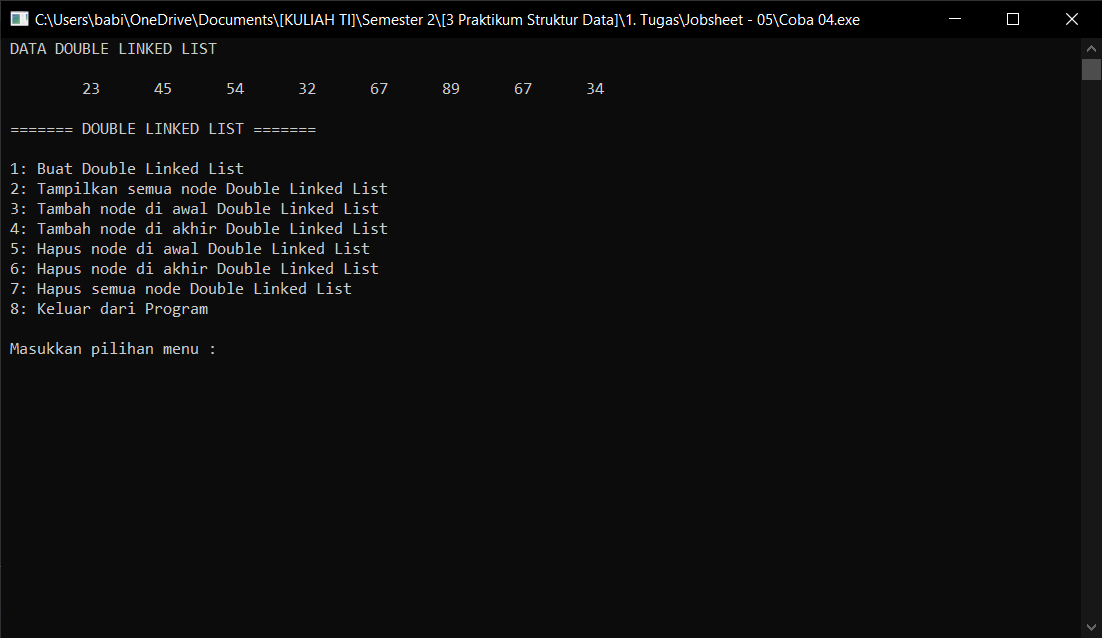 C:\Users\babi\OneDrive\Documents\[KULIAH TI]\Semester 2\[3 Praktikum Struktur Data]\1. Tugas\Jobsheet - 05\Coba 04.exe
DATA DOUBLE LINKED LIST
23 45 54 32 67 89 67 34
======= DOUBLE LINKED LIST =======
1: Buat Double Linked List
2: Tampilkan semua node Double Linked List
3: Tambah node di awal Double Linked List
4: Tambah node di akhir Double Linked List
5: Hapus node di awal Double Linked List
6: Hapus node di akhir Double Linked List
7: Hapus semua node Double Linked List
8: Keluar dari Program
Masukkan pilihan menu :